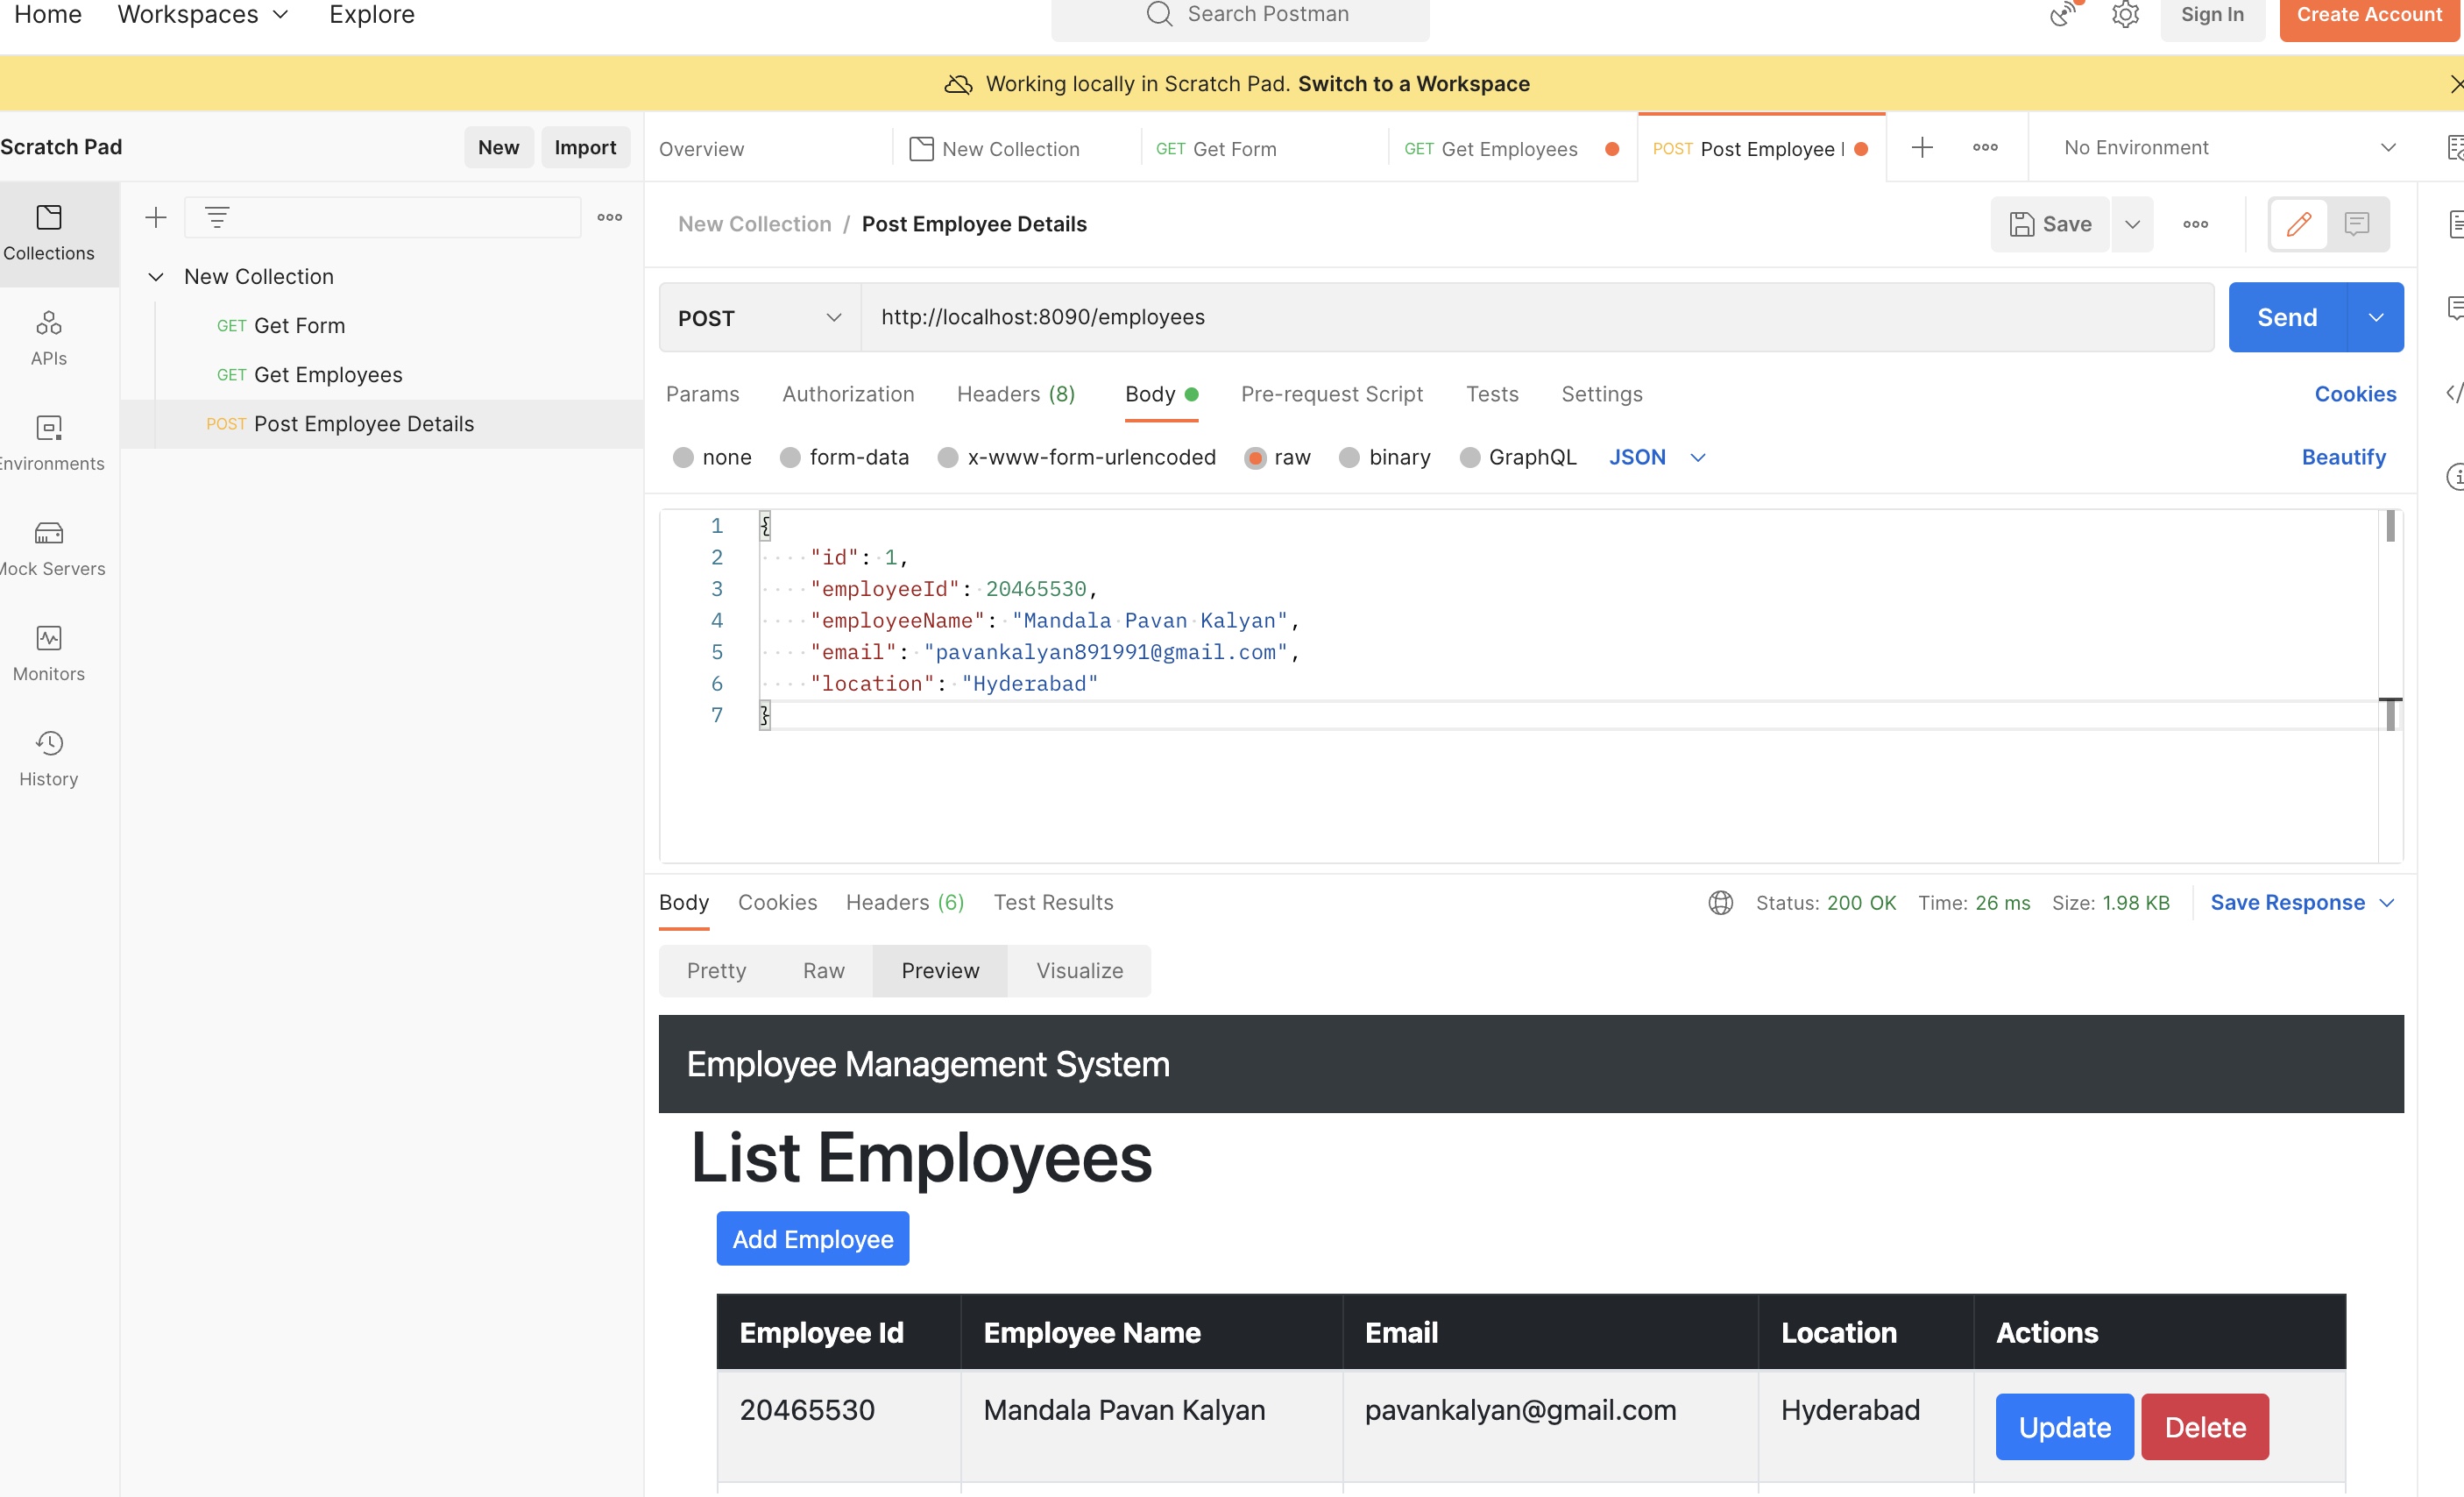 Home Workspaces Explore Search Postman Sign In Create Account
Working locally in Scratch Pad. Switch to a Workspace
Scratch Pad New Import Overview New Collection GET Get Form GET Get Employees POST Post Employee No Environment
Collections
APIs
Environments
Mock Servers
Monitors
History
New Collection
GET Get Form
GET Get Employees
POST Post Employee Details
New Collection / Post Employee Details Save
POST http://localhost:8090/employees Send
Params Authorization Headers (8) Body Pre-request Script Tests Settings Cookies
none form-data x-www-form-urlencoded raw binary GraphQL JSON Beautify
1 {
2 "id": 1,
3 "employeeId": 20465530,
4 "employeeName": "Mandala Pavan Kalyan",
5 "email": "pavankalyan891991@gmail.com",
6 "location": "Hyderabad"
7 }
Body Cookies Headers (6) Test Results Status: 200 OK Time: 26 ms Size: 1.98 KB Save Response
Pretty Raw Preview Visualize
Employee Management System
List Employees
Add Employee
Employee Id Employee Name Email Location Actions
20465530 Mandala Pavan Kalyan pavankalyan@gmail.com Hyderabad Update Delete